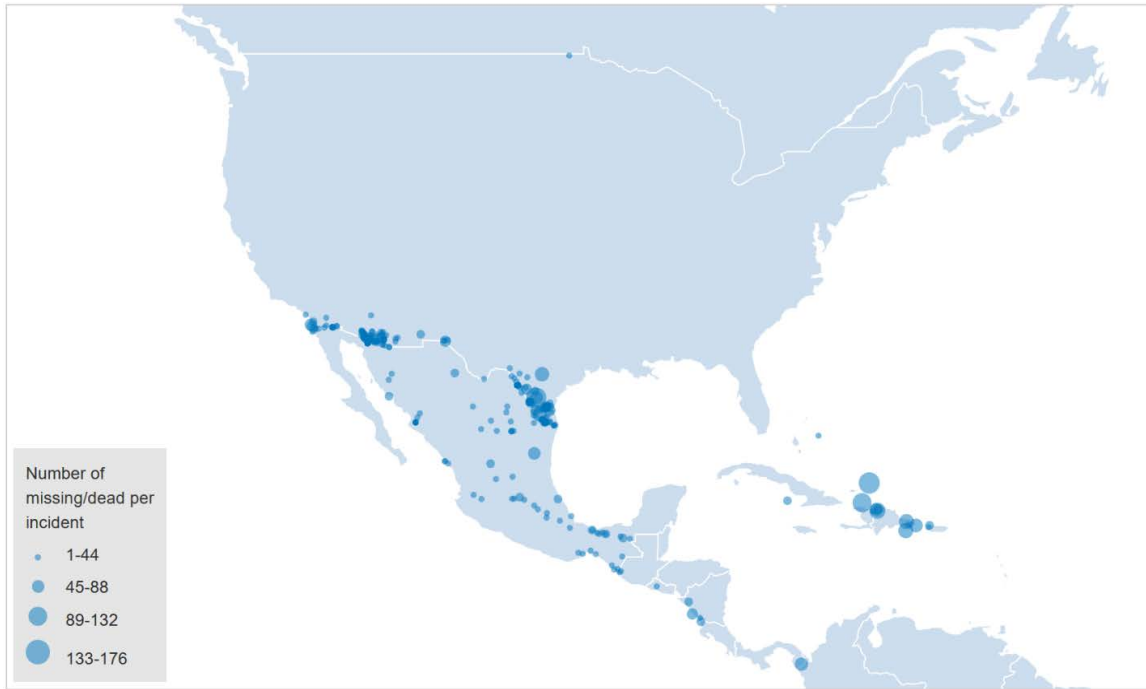 Number of
missing/dead per
incident
1-44
45-88
89-132
133-176